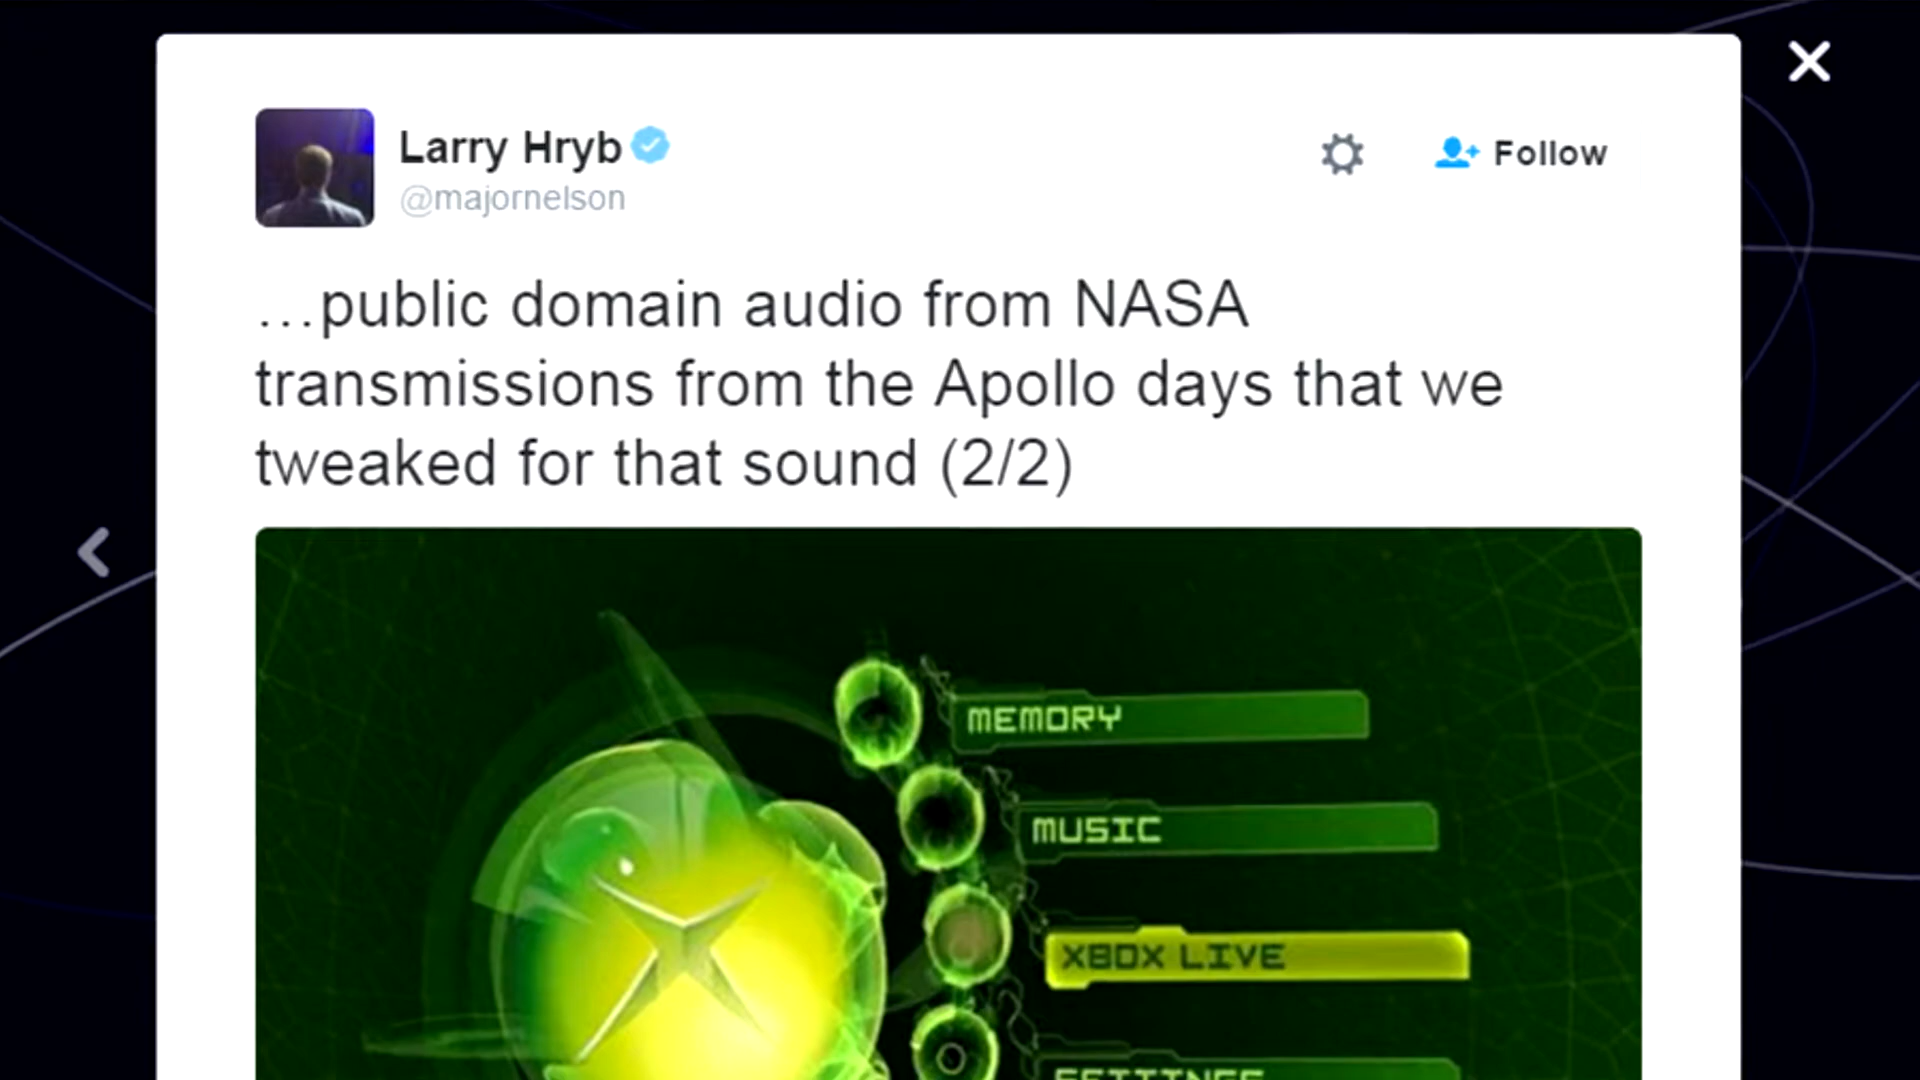 Larry Hryb
@majornelson
Follow
…public domain audio from NASA
transmissions from the Apollo days that we
tweaked for that sound (2/2)
MEMORY
MUSIC
XBOX LIVE
SETTINGS